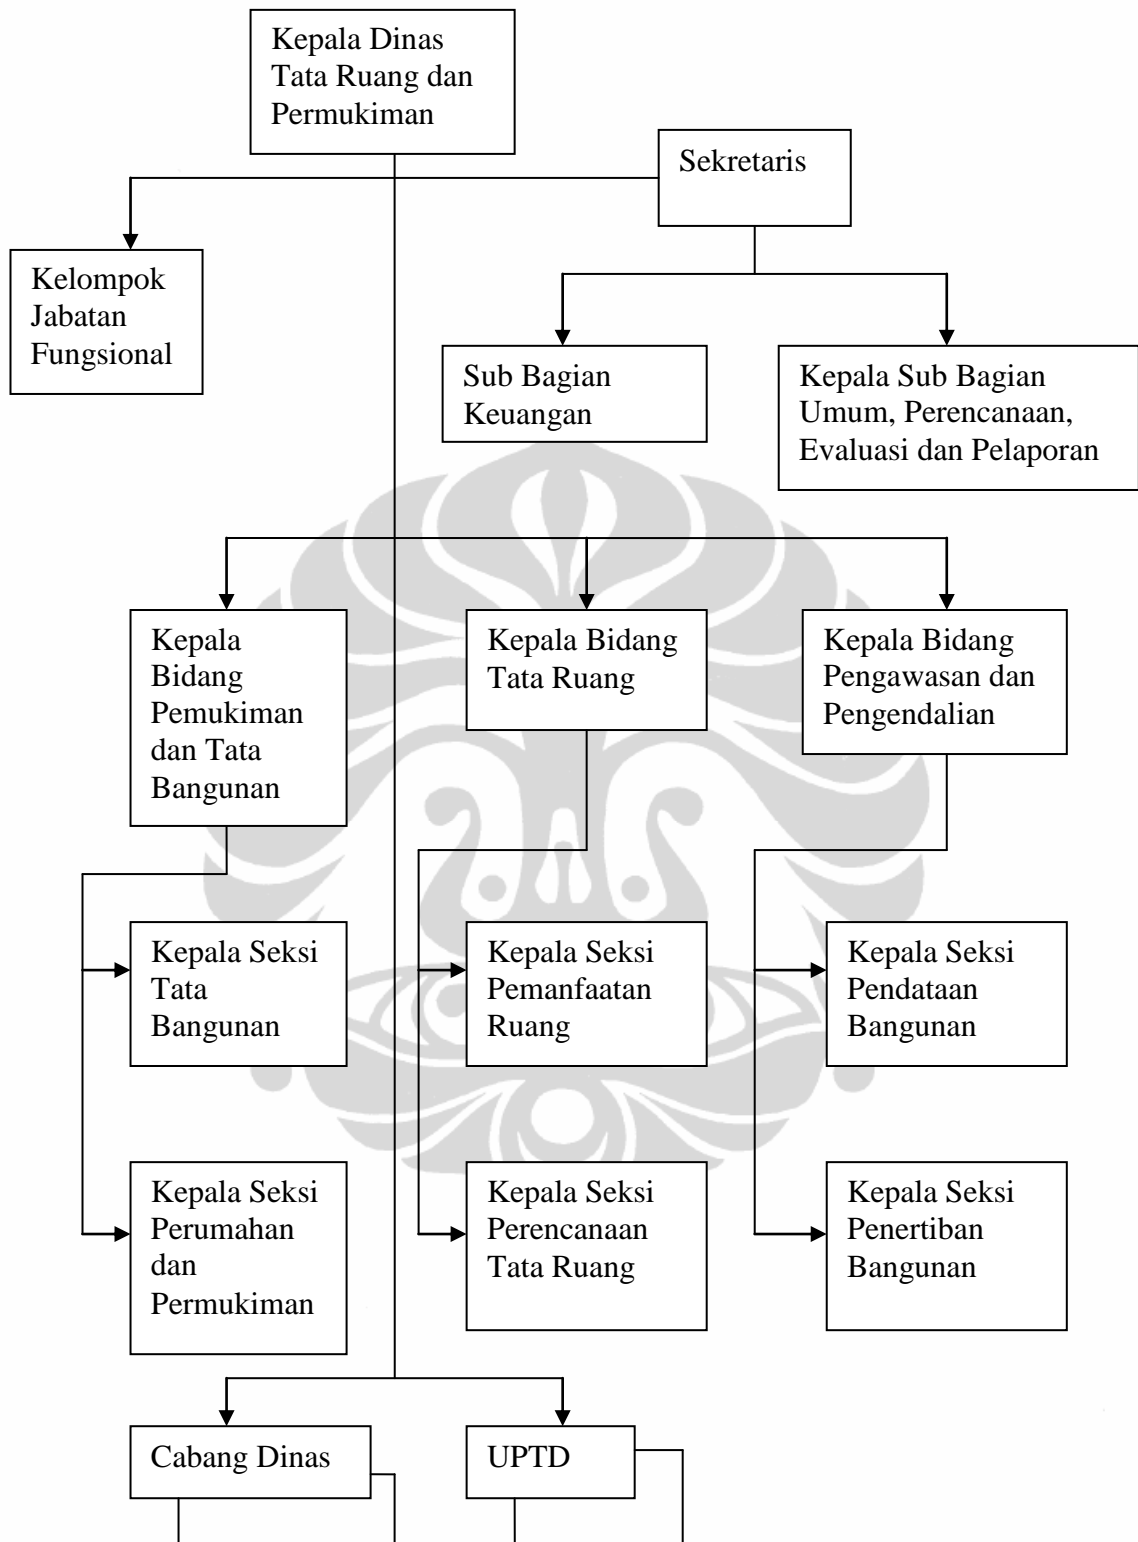 Kepala Dinas
Tata Ruang dan
Permukiman
Sekretaris
Kelompok
Jabatan
Fungsional
Sub Bagian
Keuangan
Kepala Sub Bagian
Umum, Perencanaan,
Evaluasi dan Pelaporan
Kepala
Bidang
Pemukiman
dan Tata
Bangunan
Kepala Bidang
Tata Ruang
Kepala Bidang
Pengawasan dan
Pengendalian
Kepala Seksi
Tata
Bangunan
Kepala Seksi
Pemanfaatan
Ruang
Kepala Seksi
Pendataan
Bangunan
Kepala Seksi
Perumahan
dan
Permukiman
Kepala Seksi
Perencanaan
Tata Ruang
Kepala Seksi
Penertiban
Bangunan
Cabang Dinas
UPTD